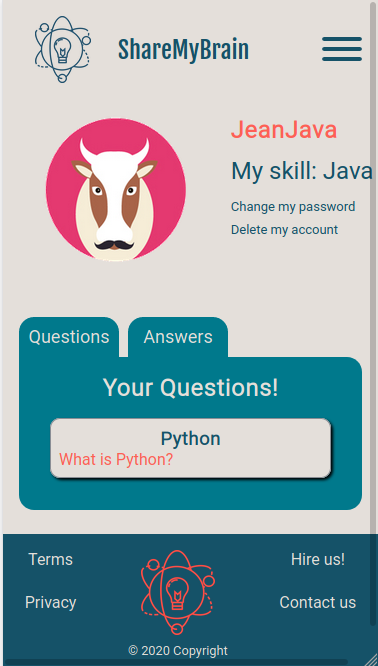 ShareMyBrain
JeanJava
My skill: Java
Change my password
Delete my account
Questions
Answers
Your Questions!
Python
What is Python?
Terms
Hire us!
Privacy
Contact us
© 2020 Copyright